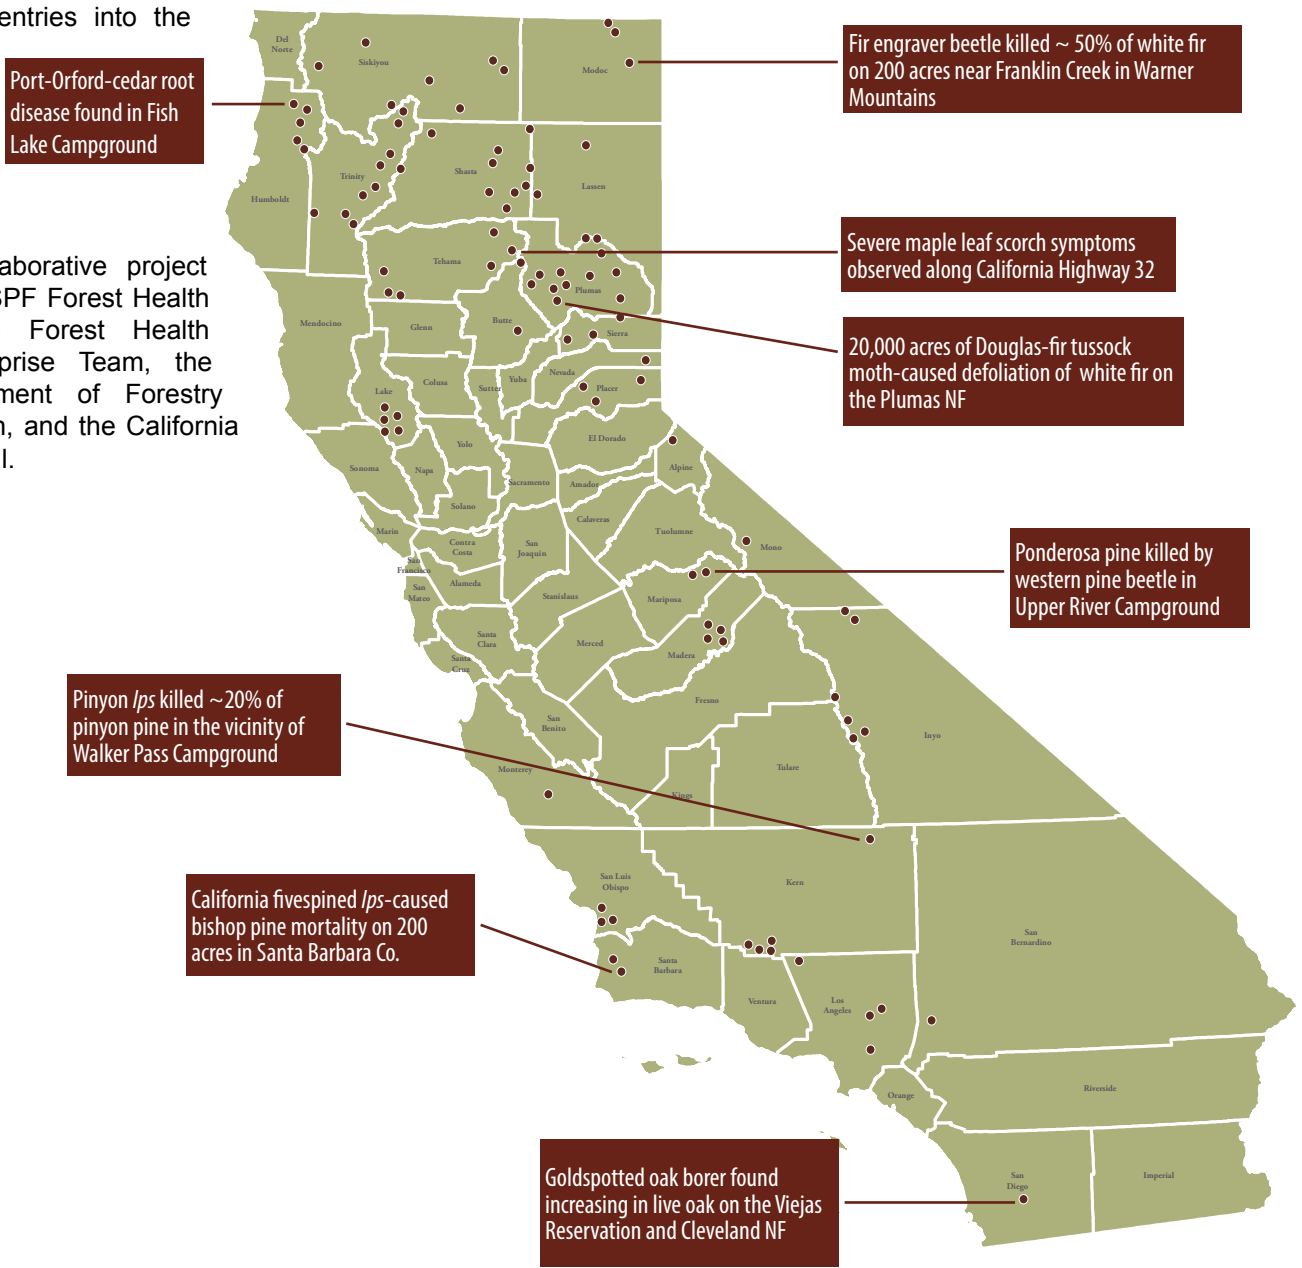 entries into the
Port-Orford-cedar root
disease found in Fish
Lake Campground
aborative project
SPF Forest Health
Forest Health
prise Team, the
ment of Forestry
n, and the California
l.
Fir engraver beetle killed ~ 50% of white fir
on 200 acres near Franklin Creek in Warner
Mountains
Severe maple leaf scorch symptoms
observed along California Highway 32
20,000 acres of Douglas-fir tussock
moth-caused defoliation of white fir on
the Plumas NF
Ponderosa pine killed by
western pine beetle in
Upper River Campground
Pinyon Ips killed ~20% of
pinyon pine in the vicinity of
Walker Pass Campground
California fivespined Ips-caused
bishop pine mortality on 200
acres in Santa Barbara Co.
Goldspotted oak borer found
increasing in live oak on the Viejas
Reservation and Cleveland NF
Del
Norte
Siskiyou
Modoc
Humboldt
Trinity
Shasta
Lassen
Tehama
Plumas
Menducino
Glenn
Butte
Sierra
Lake
Colusa
Sutter
Yuba
Nevada
Placer
El Dorado
Sonoma
Napa
Yolo
Sacramento
Amador
Alpine
Solano
Calaveras
Tuolumne
Mono
Marin
Contra
Costa
San
Joaquin
San
Francisco
Alameda
San
Mateo
Stanislaus
Mariposa
Santa
Clara
Merced
Madera
Santa
Cruz
Fresno
San
Benito
Inyo
Monterey
Kings
Tulare
San Luis
Obispo
Kern
San
Bernardino
Santa
Barbara
Ventura
Los
Angeles
Orange
Riverside
San
Diego
Imperial